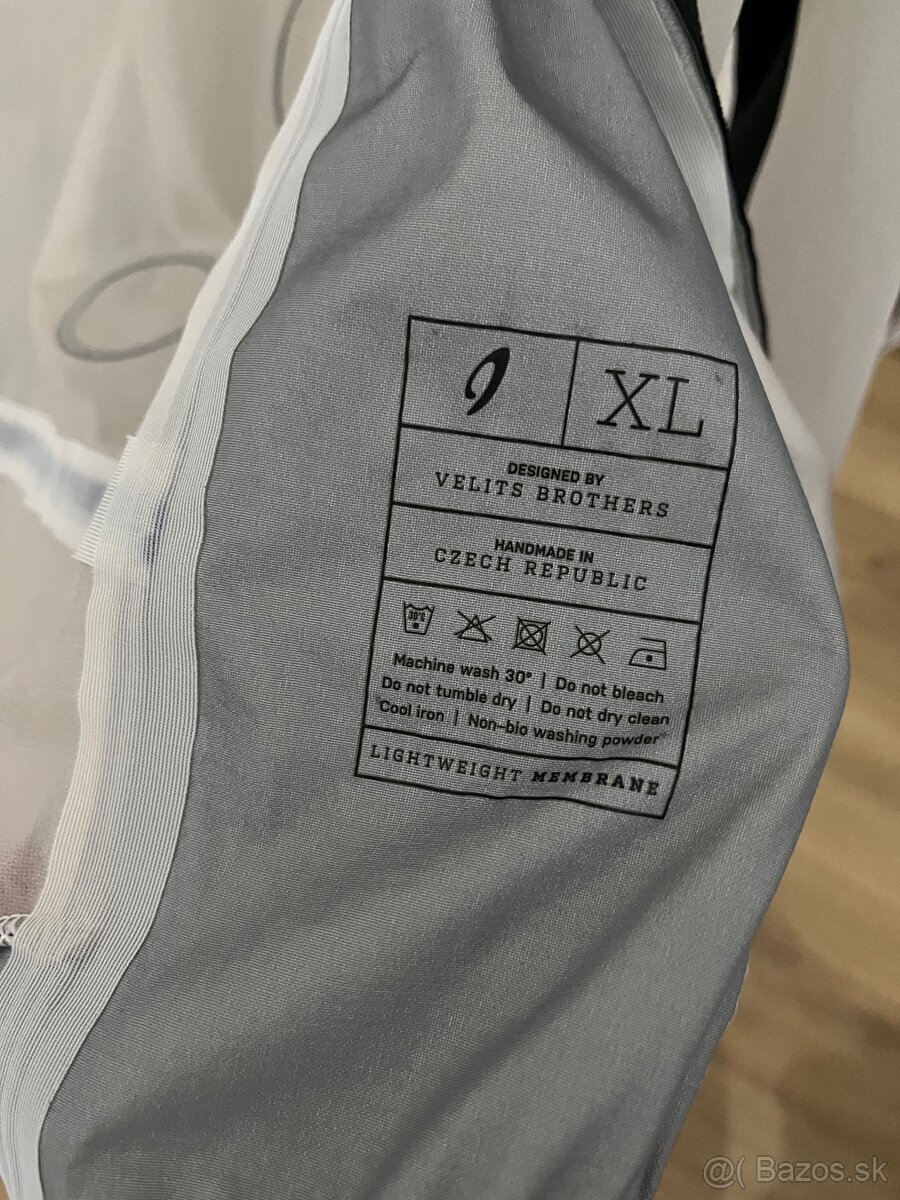 XL
DESIGNED BY
VELITS BROTHERS
HANDMADE IN
CZECH REPUBLIC
30°C
Machine wash 30° | Do not bleach
Do not tumble dry | Do not dry clean
Cool iron | Non-bio washing powder
LIGHTWEIGHT MEMBRANE
@( Bazos.sk